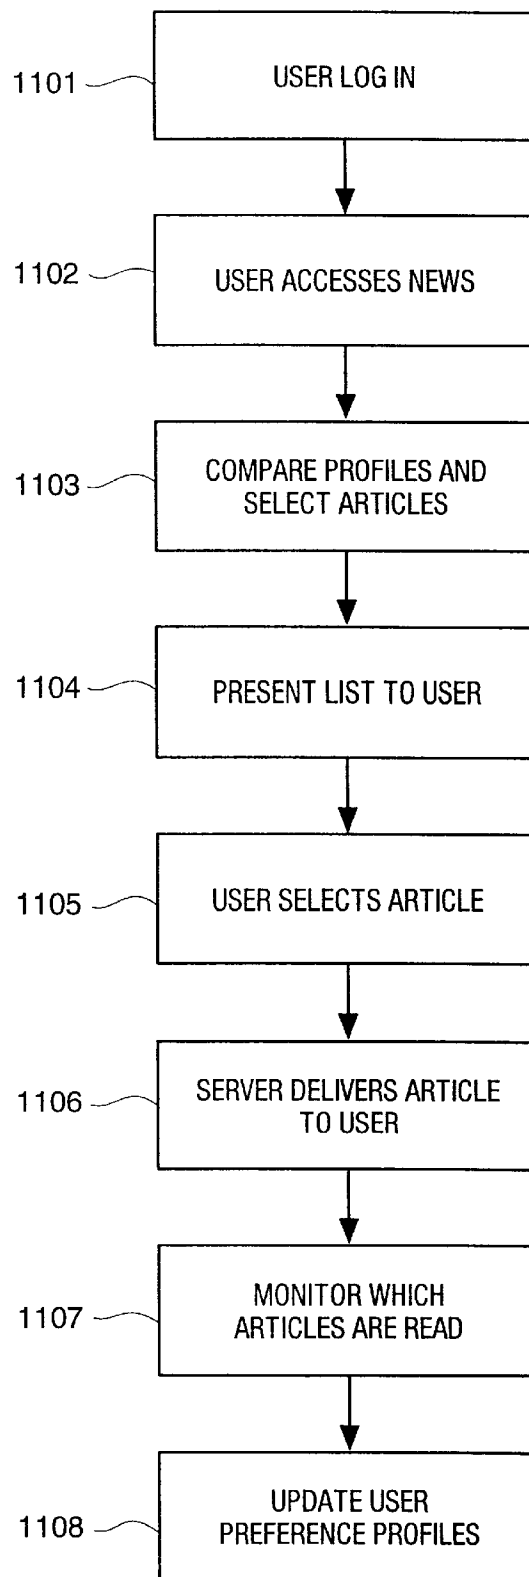 1101
USER LOG IN
1102
USER ACCESSES NEWS
1103
COMPARE PROFILES AND
SELECT ARTICLES
1104
PRESENT LIST TO USER
1105
USER SELECTS ARTICLE
1106
SERVER DELIVERS ARTICLE
TO USER
1107
MONITOR WHICH
ARTICLES ARE READ
1108
UPDATE USER
PREFERENCE PROFILES